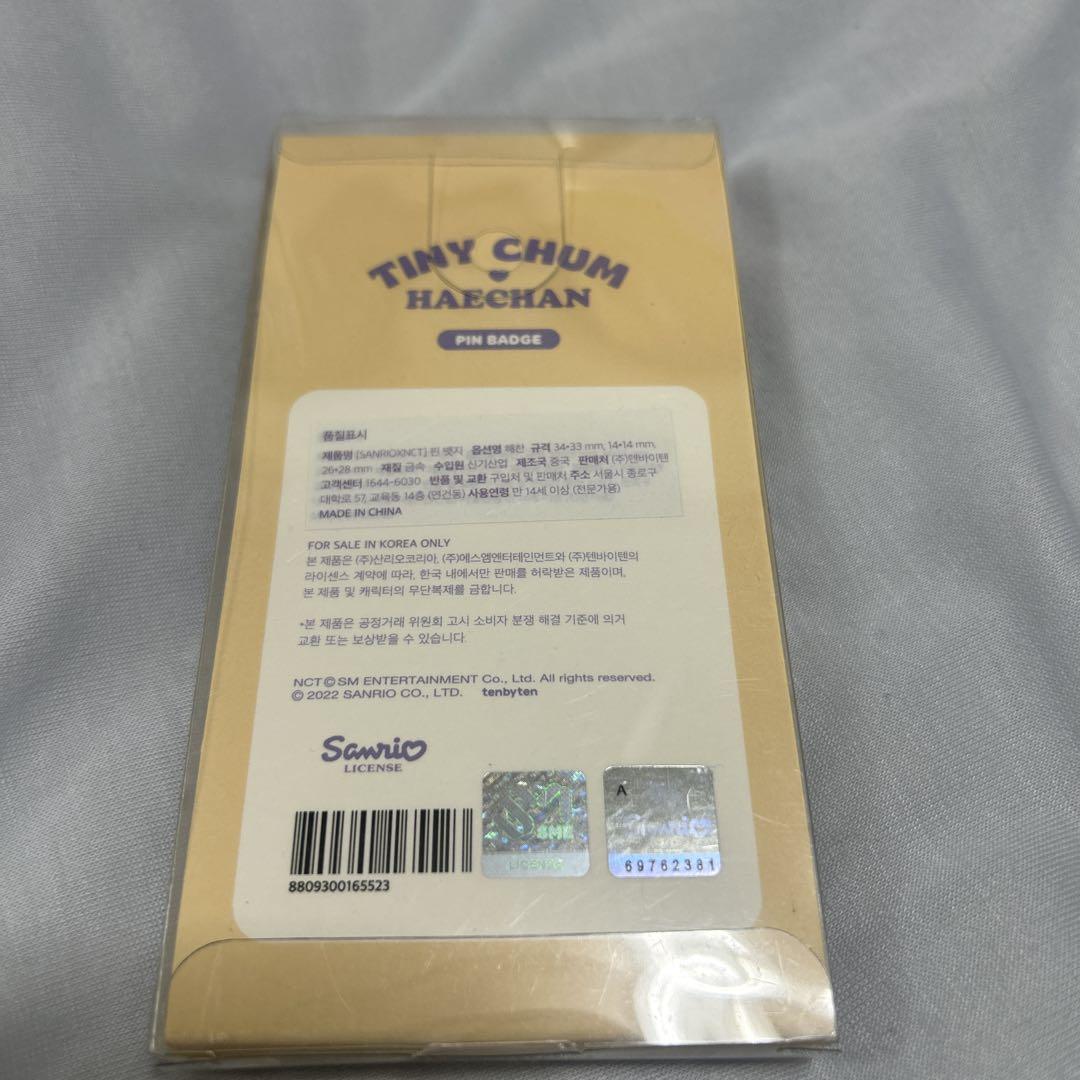 TINY CHUM
HAECHAN
PIN BADGE
품질표시
제품명 [SANRIOXNCT] 핀 뱃지 옵션명 해찬 규격 34*33 mm, 14*14 mm,
26*28 mm 재질 금속 수입원 신기산업 제조국 중국 판매처 (주)텐바이텐
고객센터 1644-6030 반품 및 교환 구입처 및 판매처 주소 서울시 종로구
대학로 57, 교육동 14층 (연건동) 사용연령 만 14세 이상 (전문가용)
MADE IN CHINA
FOR SALE IN KOREA ONLY
본 제품은 (주)산리오코리아, (주)에스엠엔터테인먼트와 (주)텐바이텐의
라이센스 계약에 따라, 한국 내에서만 판매를 허락받은 제품이며,
본 제품 및 캐릭터의 무단복제를 금합니다.
*본 제품은 공정거래 위원회 고시 소비자 분쟁 해결 기준에 의거
교환 또는 보상받을 수 있습니다.
NCT © SM ENTERTAINMENT Co., Ltd. All rights reserved.
© 2022 SANRIO CO., LTD. tenbyten
Sanrio
LICENSE
8809300165523
SME
LICENSE
A
Sanrio
69762381